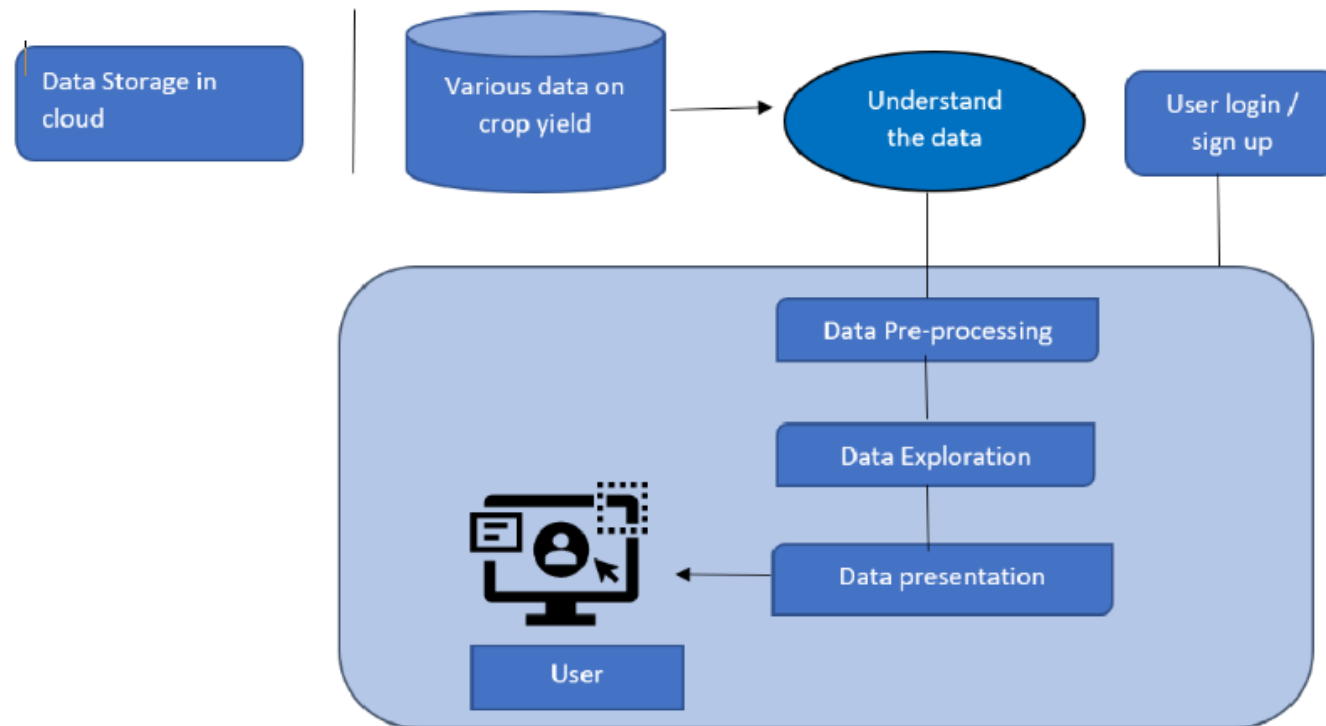 Data Storage in
cloud
Various data on
crop yield
Understand
the data
User login /
sign up
Data Pre-processing
Data Exploration
Data presentation
User